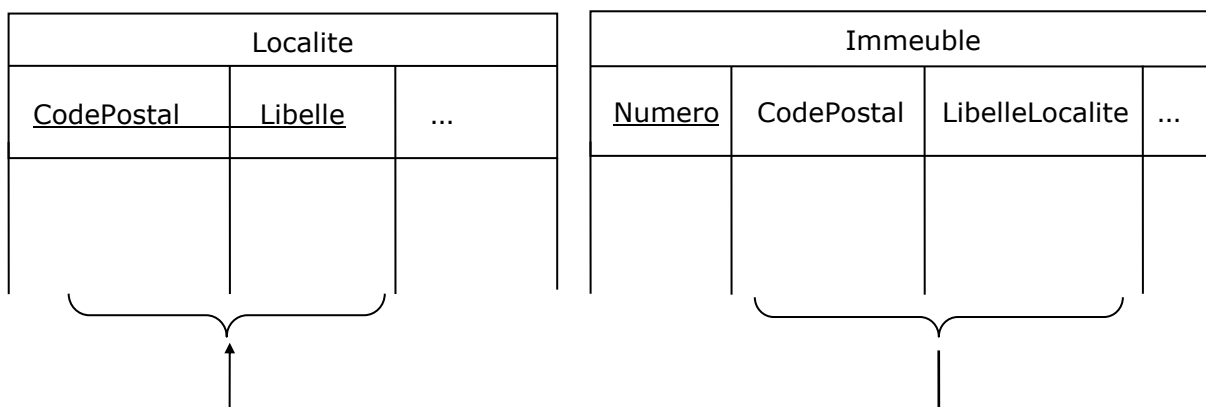 Localite
CodePostal Libelle ...
Immeuble
Numero CodePostal LibelleLocalite ...